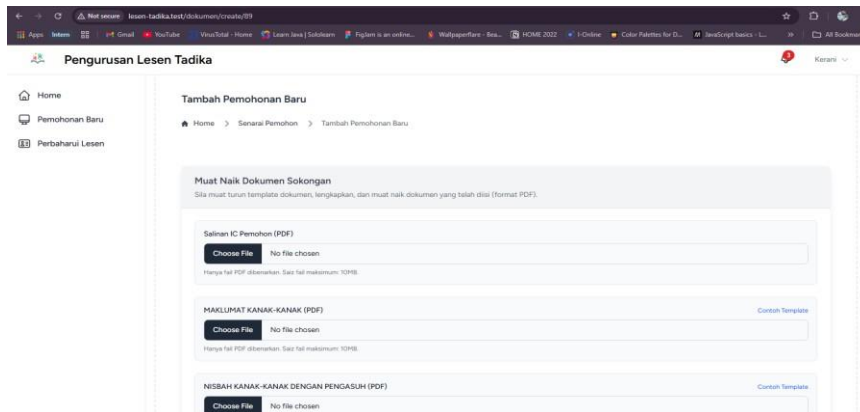 Not secure lesen-tadika.test/dokumen/create/89
Apps Intern Gmail YouTube VirusTotal - Home Learn Java | Sololearn FigJam is an online... Wallpaperflare - Bea... HOME 2022 I-Online Color Palettes for D... JavaScript basics - L... » All Bookmar
Pengurusan Lesen Tadika
3
Kerani
Home
Pemohonan Baru
Perbaharui Lesen
Tambah Pemohonan Baru
Home > Senarai Pemohon > Tambah Pemohonan Baru
Muat Naik Dokumen Sokongan
Sila muat turun template dokumen, lengkapkan, dan muat naik dokumen yang telah diisi (format PDF).
Salinan IC Pemohon (PDF)
Choose File No file chosen
Hanya fail PDF dibenarkan. Saiz fail maksimum: 10MB.
MAKLUMAT KANAK-KANAK (PDF) Contoh Template
Choose File No file chosen
Hanya fail PDF dibenarkan. Saiz fail maksimum: 10MB.
NISBAH KANAK-KANAK DENGAN PENGASUH (PDF) Contoh Template
Choose File No file chosen